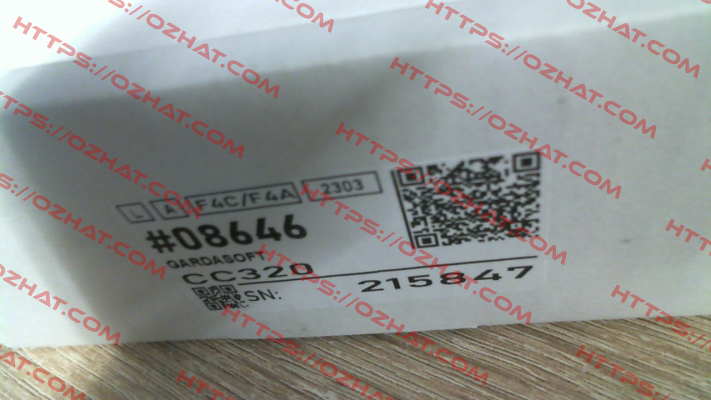 L A F4C/F4A 2303
#08646
GARDASOFT
CC320
SN: 215847
HTTPS://OZHAT.COM